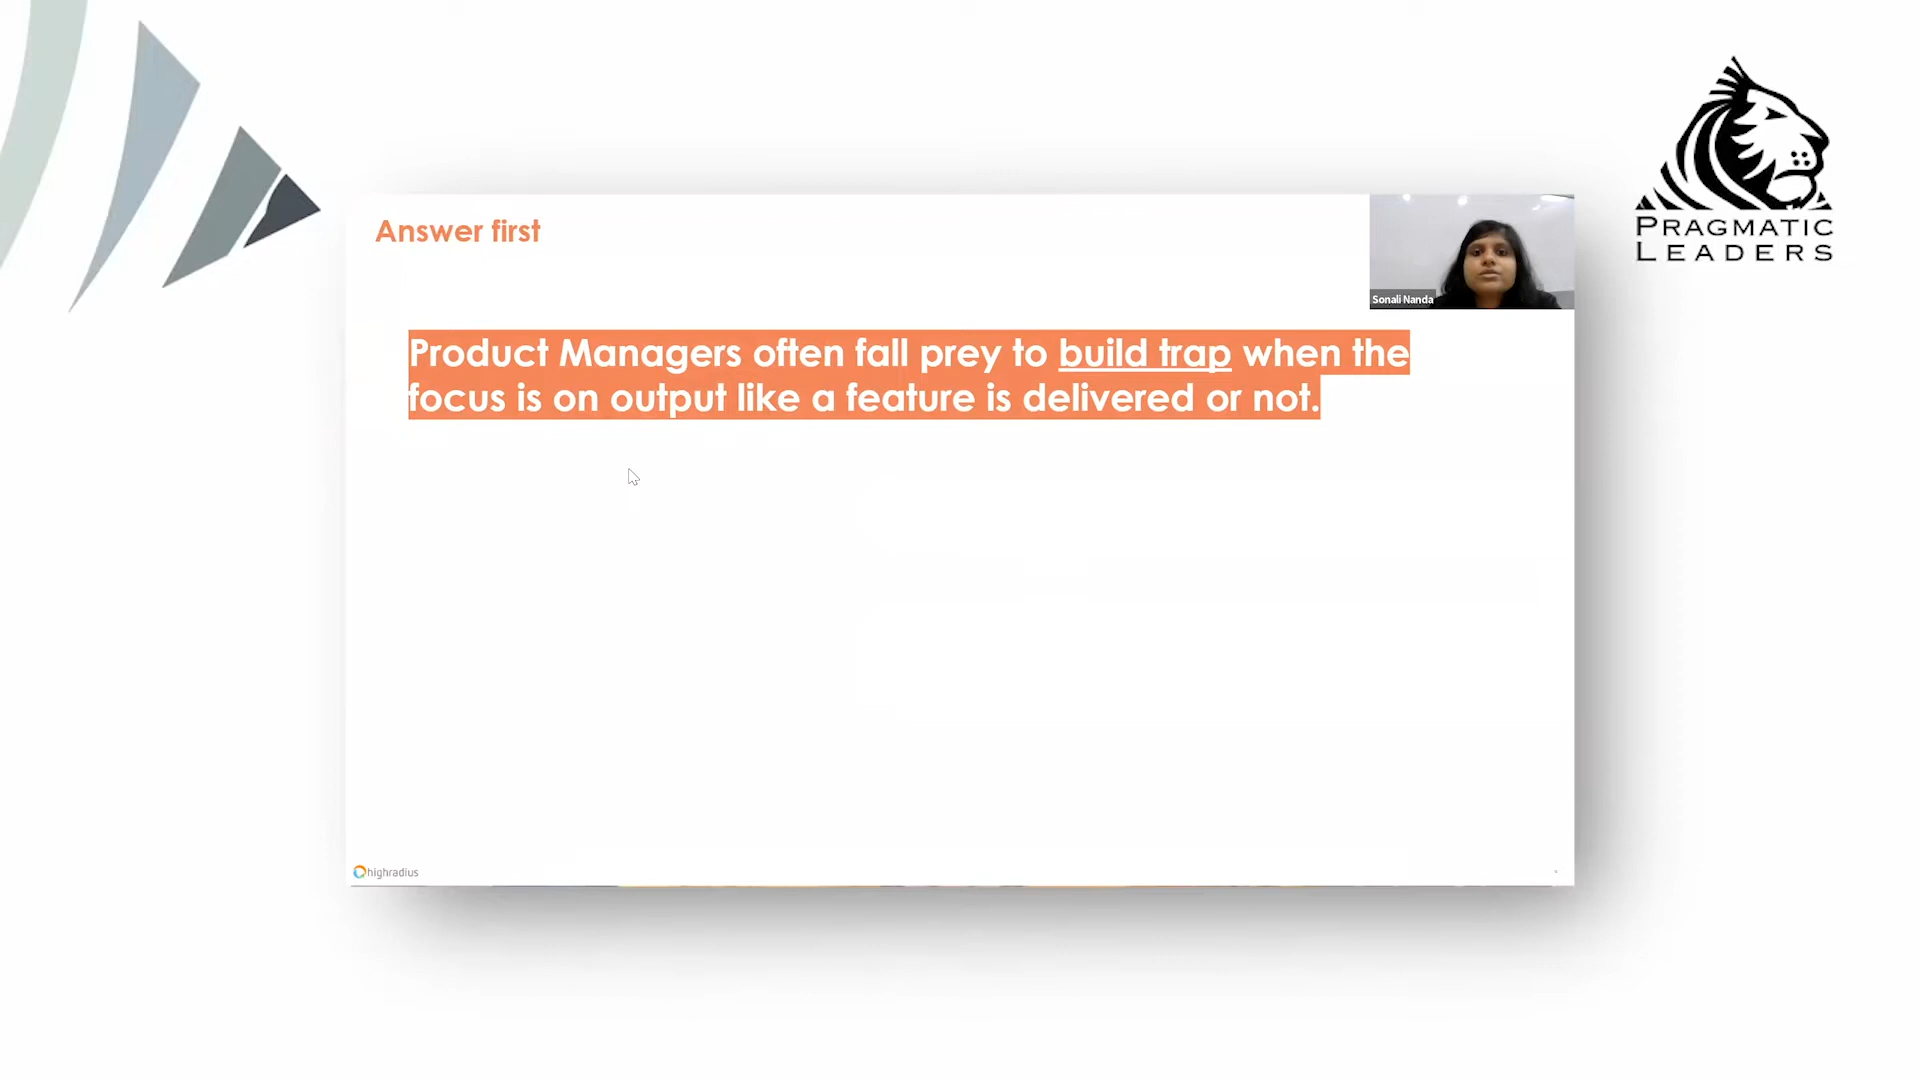 Answer first
Sonali Nanda
PRAGMATIC
LEADERS
Product Managers often fall prey to build trap when the
focus is on output like a feature is delivered or not.
highradius